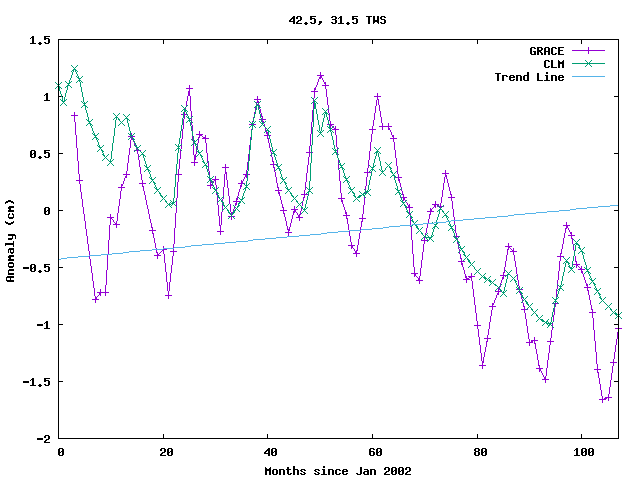 42.5, 31.5 TWS
GRACE
CLM
Trend Line
1.5
1
0.5
0
-0.5
-1
-1.5
-2
Anomaly (cm)
0 20 40 60 80 100
Months since Jan 2002